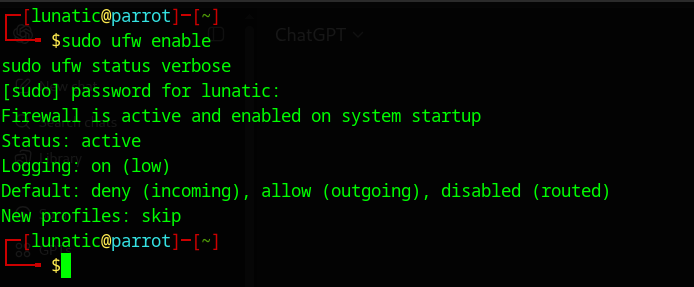 ┌─[lunatic@parrot]─[~]
└──╼ $sudo ufw enable
ChatGPT
sudo ufw status verbose
[sudo] password for lunatic:
Firewall is active and enabled on system startup
Status: active
Logging: on (low)
Default: deny (incoming), allow (outgoing), disabled (routed)
New profiles: skip
┌─[lunatic@parrot]─[~]
└──╼ $